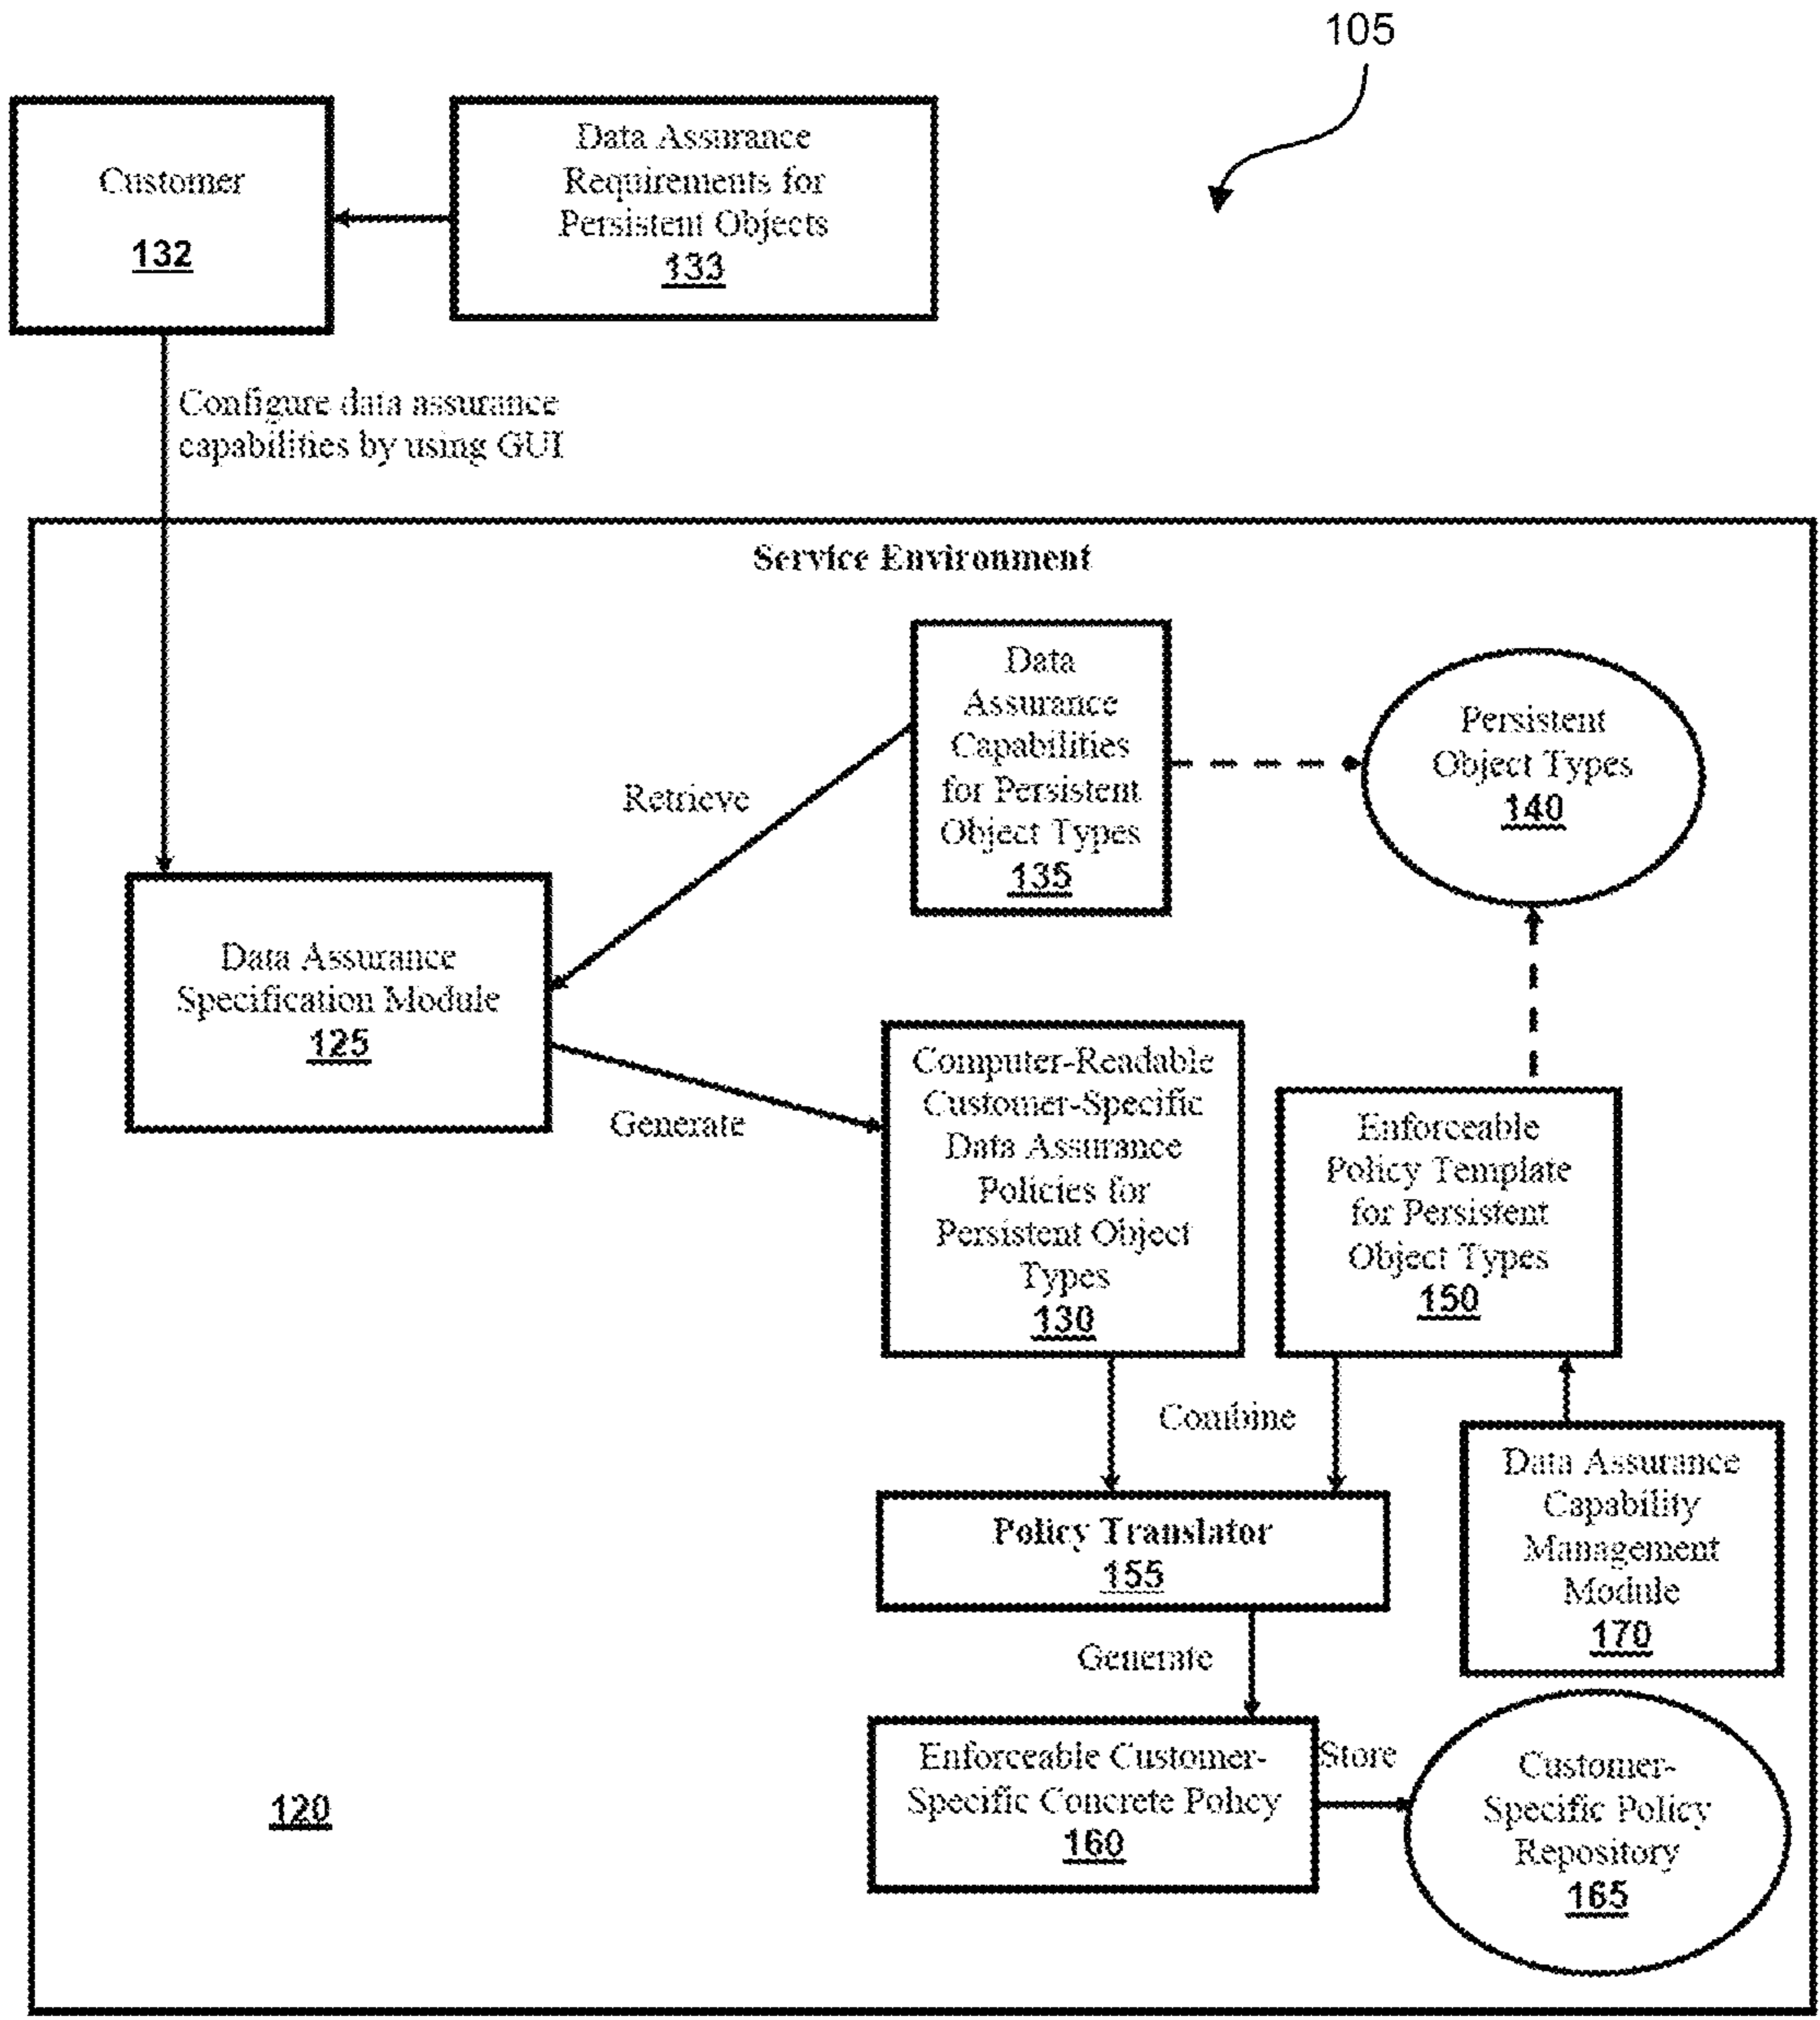 105
Customer
132
Data Assurance
Requirements for
Persistent Objects
133
Configure data assurance
capabilities by using GUI
Service Environment
Data
Assurance
Capabilities
for Persistent
Object Types
135
Persistent
Object Types
140
Retrieve
Data Assurance
Specification Module
125
Generate
Computer-Readable
Customer-Specific
Data Assurance
Policies for
Persistent Object
Types
130
Enforceable
Policy Template
for Persistent
Object Types
150
Combine
Data Assurance
Capability
Management
Module
170
Policy Translator
155
Generate
Enforceable Customer-
Specific Concrete Policy
160
Store
Customer-
Specific Policy
Repository
165
120